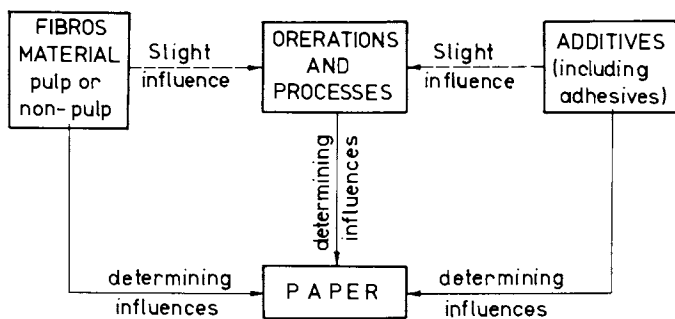 FIBROS
MATERIAL
pulp or
non-pulp
Slight
influence
ORERATIONS
AND
PROCESSES
Slight
influence
ADDITIVES
(including
adhesives)
determining
influences
determining
influences
PAPER
determining
influences